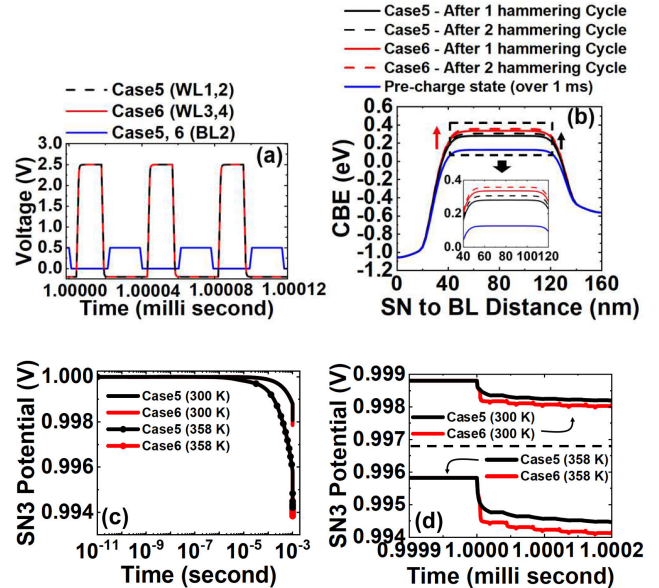 Case5 (WL1,2)
Case6 (WL3,4)
Case5, 6 (BL2)
(a)
3.0
2.5
2.0
1.5
1.0
0.5
0.0
Voltage (V)
1.00000 1.00004 1.00008 1.00012
Time (milli second)
Case5 - After 1 hammering Cycle
Case5 - After 2 hammering Cycle
Case6 - After 1 hammering Cycle
Case6 - After 2 hammering Cycle
Pre-charge state (over 1 ms)
(b)
0.6
0.4
0.2
0.0
-0.2
-0.4
-0.6
-0.8
-1.0
-1.2
CBE (eV)
0.4
0.2
0.0
40 60 80 100 120
0 40 80 120 160
SN to BL Distance (nm)
1.000
0.998
0.996
0.994
SN3 Potential (V)
Case5 (300 K)
Case6 (300 K)
Case5 (358 K)
Case6 (358 K)
(c)
10-11 10-9 10-7 10-5 10-3
Time (second)
0.999
0.998
0.997
0.996
0.995
0.994
SN3 Potential (V)
Case5 (300 K)
Case6 (300 K)
Case5 (358 K)
Case6 (358 K)
(d)
0.99999 1.00000 1.00001 1.00002
Time (milli second)